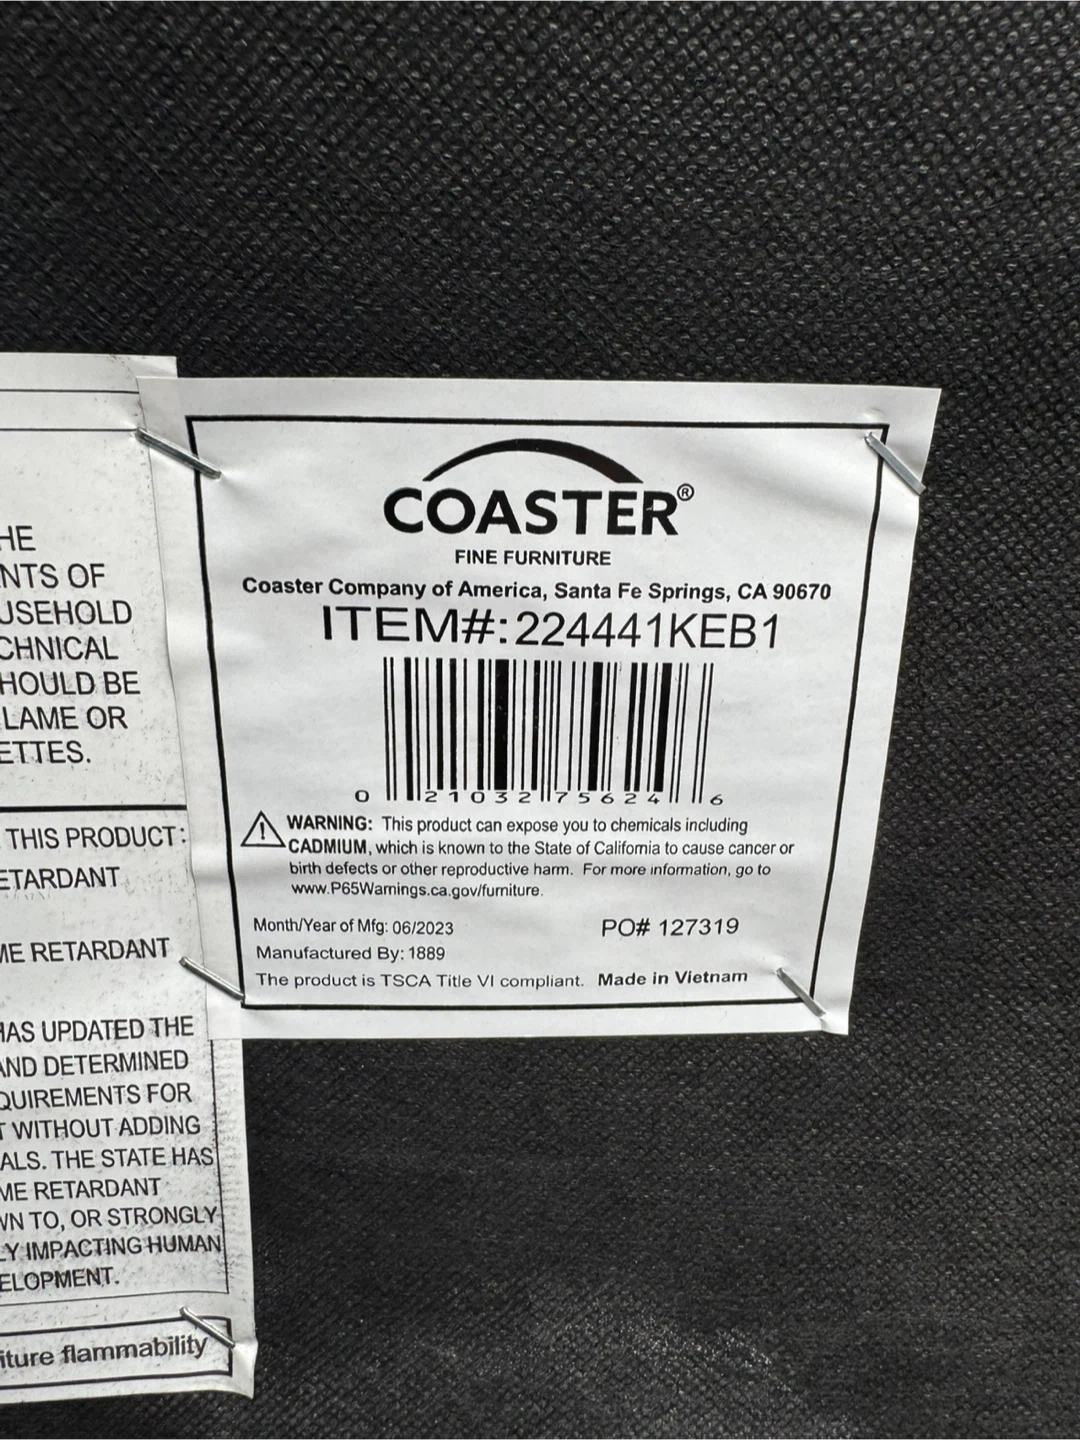 HE
NTS OF
USEHOLD
CHNICAL
HOULD BE
LAME OR
ETTES.
THIS PRODUCT:
ETARDANT
ME RETARDANT
HAS UPDATED THE
AND DETERMINED
QUIREMENTS FOR
T WITHOUT ADDING
ALS. THE STATE HAS
ME RETARDANT
WN TO, OR STRONGLY
LY IMPACTING HUMAN
ELOPMENT.
iture flammability
COASTER®
FINE FURNITURE
Coaster Company of America, Santa Fe Springs, CA 90670
ITEM#:224441KEB1
0 21032 75624 6
WARNING: This product can expose you to chemicals including
CADMIUM, which is known to the State of California to cause cancer or
birth defects or other reproductive harm. For more information, go to
www.P65Warnings.ca.gov/furniture.
Month/Year of Mfg: 06/2023 PO# 127319
Manufactured By: 1889
The product is TSCA Title VI compliant. Made in Vietnam